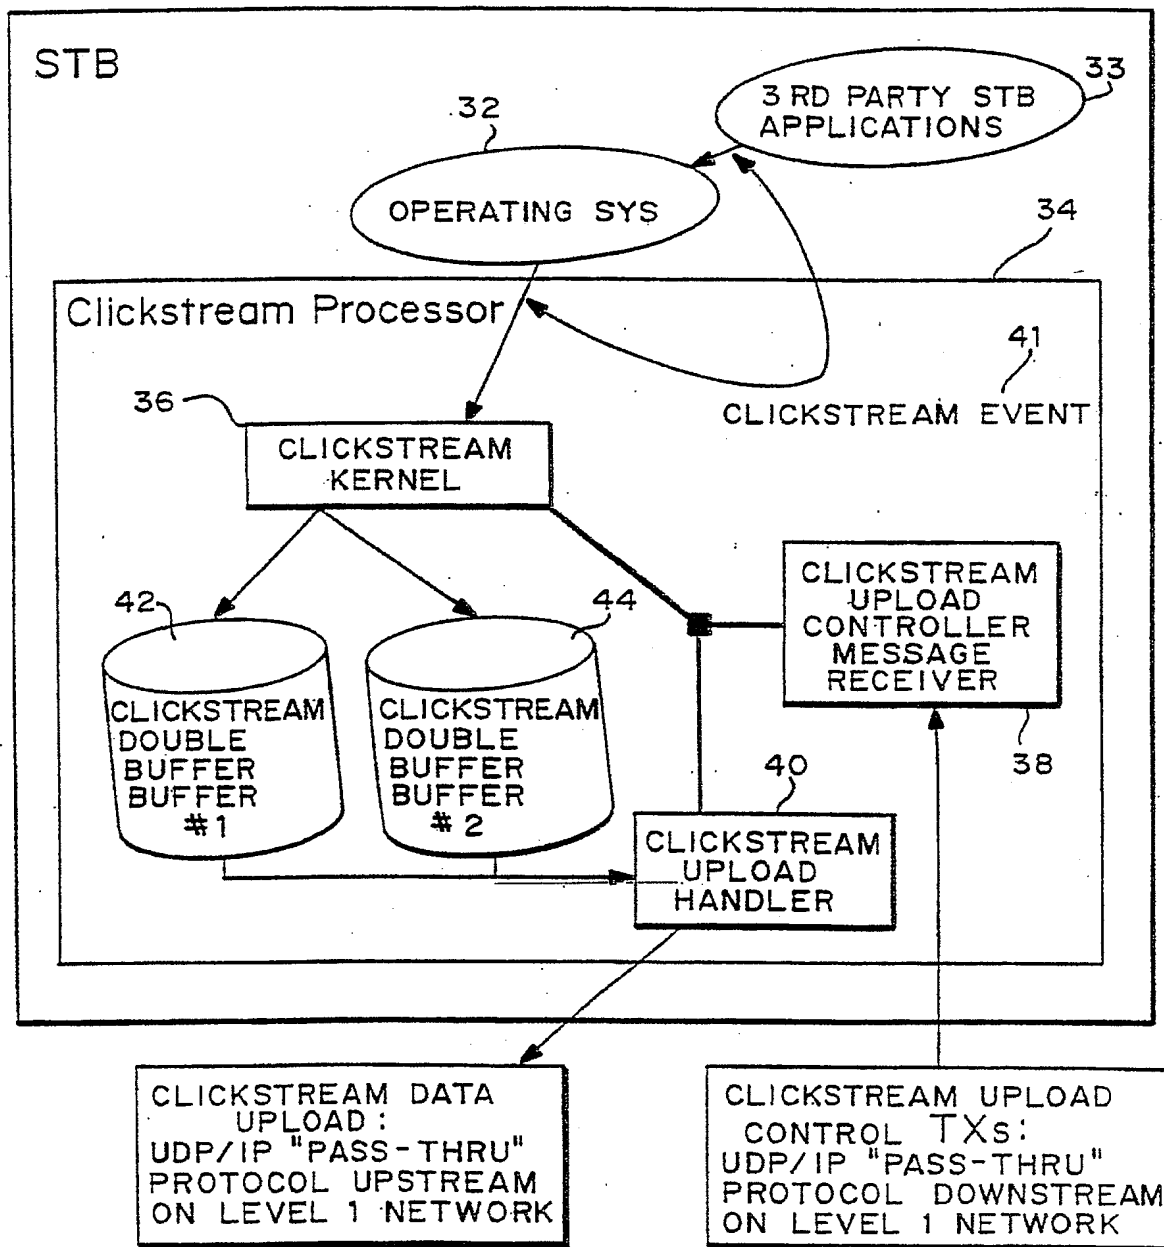 STB
33
3RD PARTY STB
APPLICATIONS
32
OPERATING SYS
34
Clickstream Processor
41
CLICKSTREAM EVENT
36
CLICKSTREAM
KERNEL
42
CLICKSTREAM
DOUBLE
BUFFER
BUFFER
#1
44
CLICKSTREAM
DOUBLE
BUFFER
BUFFER
#2
CLICKSTREAM
UPLOAD
CONTROLLER
MESSAGE
RECEIVER
38
40
CLICKSTREAM
UPLOAD
HANDLER
CLICKSTREAM DATA
UPLOAD:
UDP/IP "PASS-THRU"
PROTOCOL UPSTREAM
ON LEVEL 1 NETWORK
CLICKSTREAM UPLOAD
CONTROL TXs:
UDP/IP "PASS-THRU"
PROTOCOL DOWNSTREAM
ON LEVEL 1 NETWORK